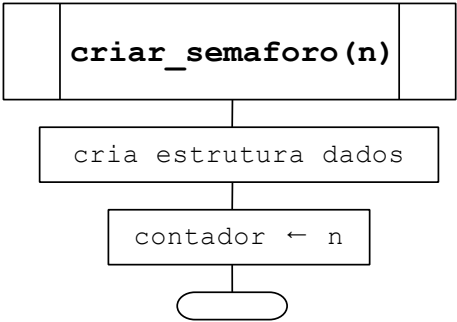 criar_semaforo(n)
cria estrutura dados
contador ← n